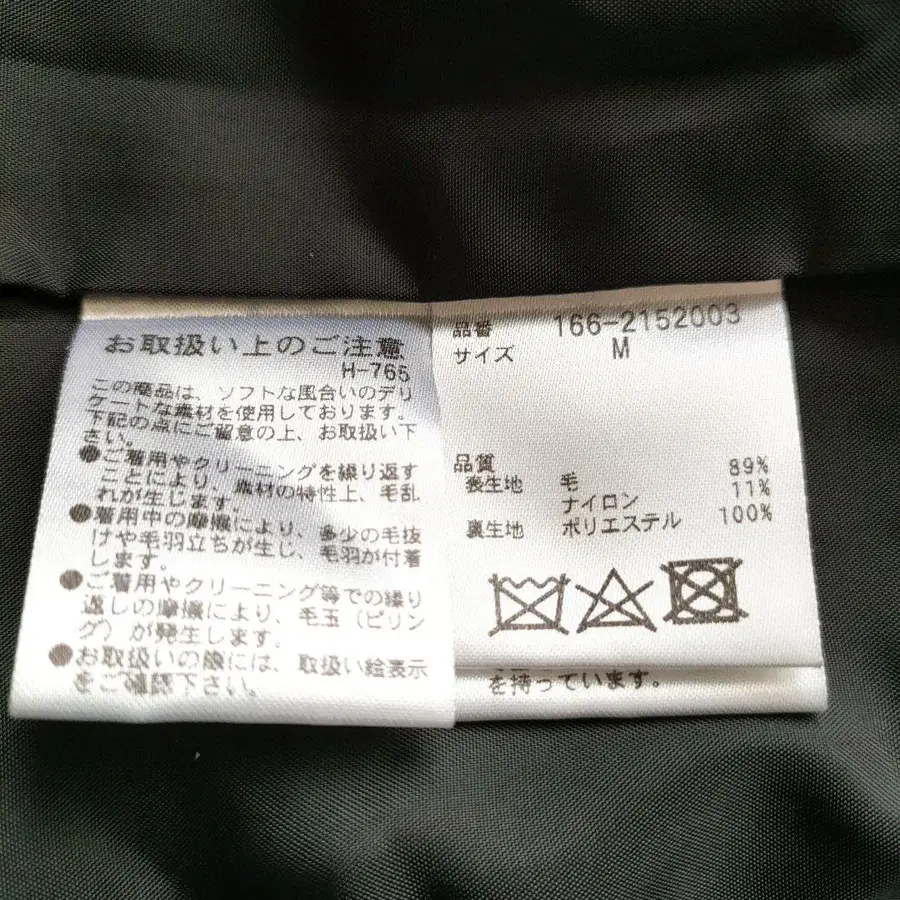 お取扱い上のご注意
H-765
この商品は、ソフトな風合いのデリ
ケートな素材を使用しております。
下記の点にご留意の上、お取扱い下
さい。
●ご着用やクリーニングを繰り返す
ことにより、素材の特性上、毛乱
れが生じます。
●着用中の摩擦により、多少の毛抜
けや毛羽立ちが生じ、毛羽が付着
します。
●ご着用やクリーニング等での繰り
返しの摩擦により、毛玉（ピリン
グ）が発生します。
●お取扱いの際には、取扱い絵表示
をご確認下さい。
品番 166-2152003
サイズ M
品質
表生地 毛 89%
ナイロン 11%
裏生地 ポリエステル 100%
を持っています。